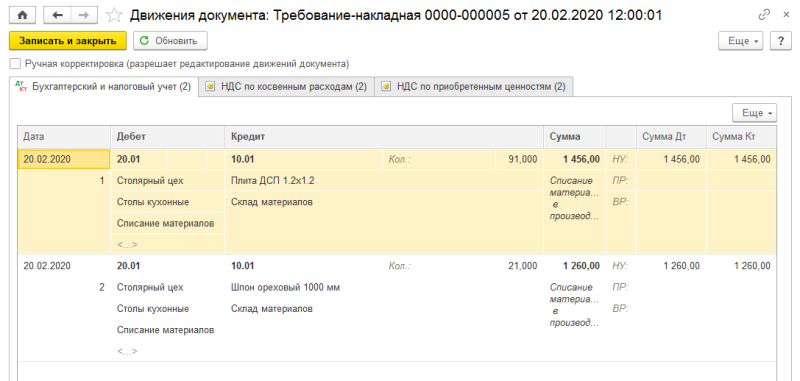 Движения документа: Требование-накладная 0000-000005 от 20.02.2020 12:00:01
Записать и закрыть Обновить Еще ?
Ручная корректировка (разрешает редактирование движений документа)
Дт Кт Бухгалтерский и налоговый учет (2) НДС по косвенным расходам (2) НДС по приобретенным ценностям (2)
Еще
Дата Дебет Кредит Сумма Сумма Дт Сумма Кт
20.02.2020 20.01 10.01 Кол.: 91,000 1 456,00 НУ: 1 456,00 1 456,00
1 Столярный цех Плита ДСП 1.2х1.2 Списание ПР:
материа...
Столы кухонные Склад материалов в ВР:
производ...
Списание материалов
<...>
20.02.2020 20.01 10.01 Кол.: 21,000 1 260,00 НУ: 1 260,00 1 260,00
2 Столярный цех Шпон ореховый 1000 мм Списание ПР:
материа...
Столы кухонные Склад материалов в ВР:
производ...
Списание материалов
<...>